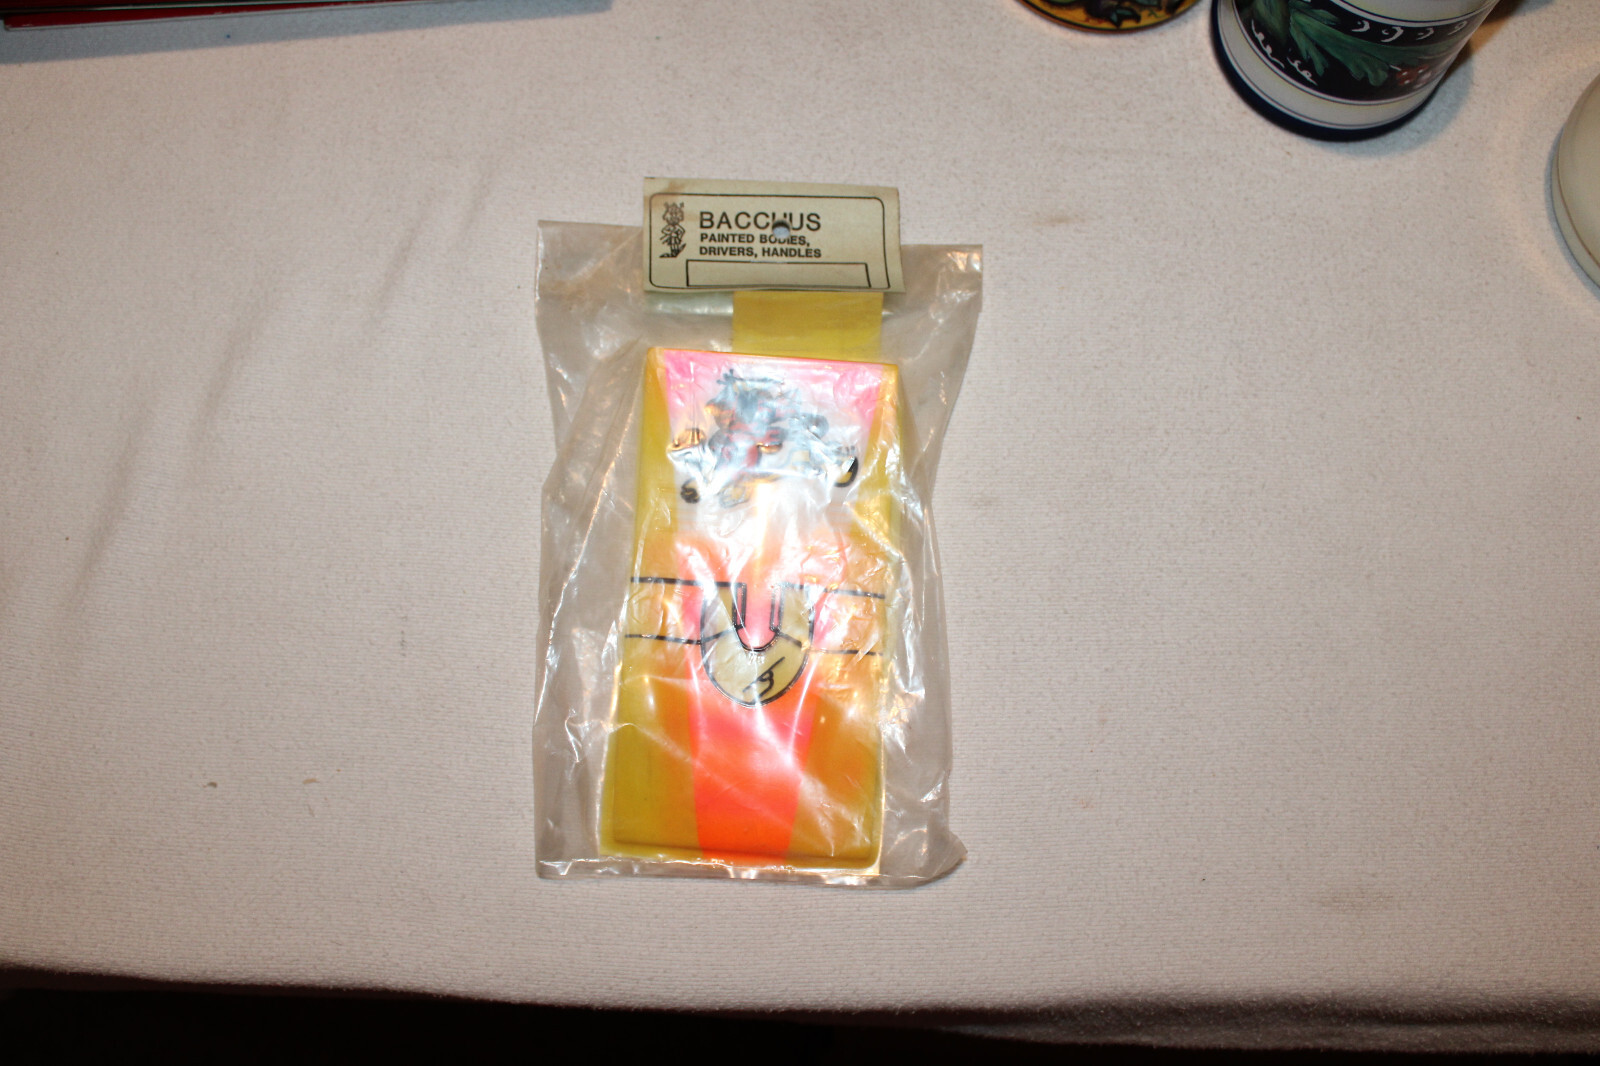 BACCHUS
PAINTED BODIES,
DRIVERS, HANDLES